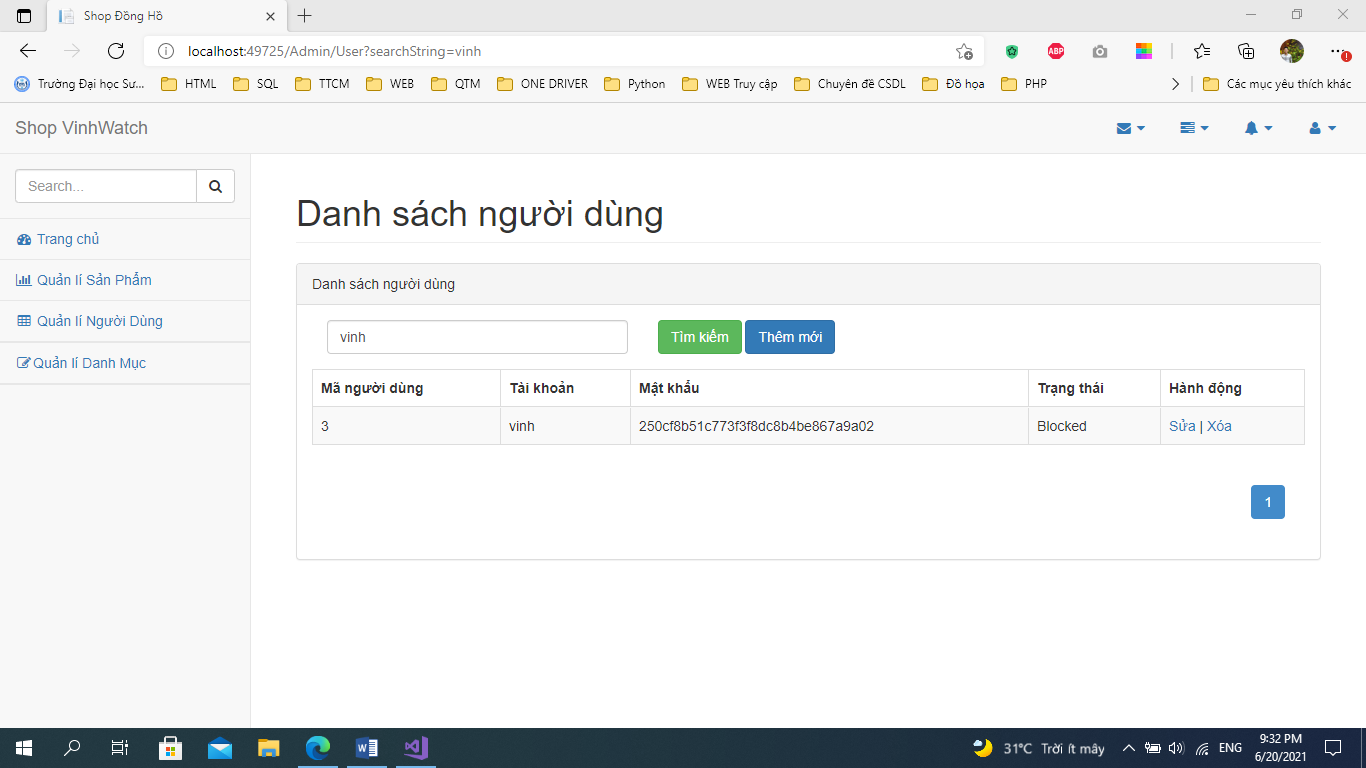 Shop Đồng Hồ
localhost:49725/Admin/User?searchString=vinh
ABP
Trường Đại học Sư... HTML SQL TTCM WEB QTM ONE DRIVER Python WEB Truy cập Chuyên đề CSDL Đồ họa PHP Các mục yêu thích khác
Shop VinhWatch
Search...
Trang chủ
Quản lí Sản Phẩm
Quản lí Người Dùng
Quản lí Danh Mục
Danh sách người dùng
Danh sách người dùng
vinh Tìm kiếm Thêm mới
Mã người dùng Tài khoản Mật khẩu Trạng thái Hành động
3 vinh 250cf8b51c773f3f8dc8b4be867a9a02 Blocked Sửa | Xóa
1
31°C Trời ít mây ENG 9:32 PM
6/20/2021